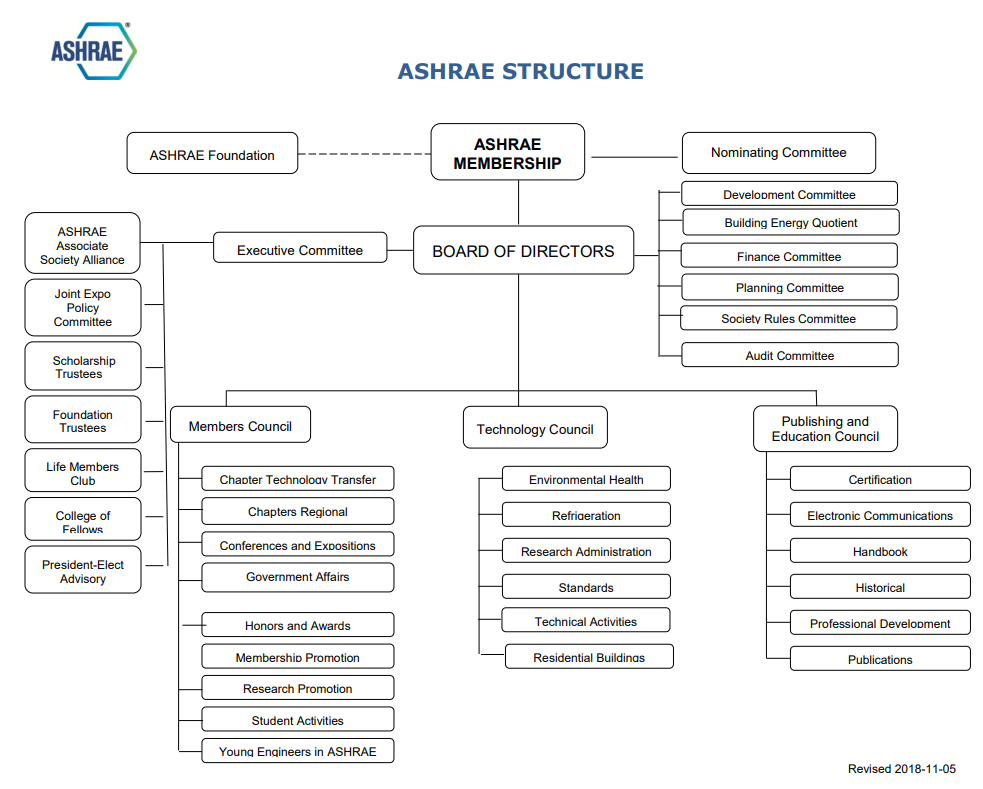 ASHRAE
®
ASHRAE STRUCTURE
ASHRAE Foundation
ASHRAE
MEMBERSHIP
Nominating Committee
Development Committee
Building Energy Quotient
Finance Committee
Planning Committee
Society Rules Committee
Audit Committee
BOARD OF DIRECTORS
Executive Committee
ASHRAE
Associate
Society Alliance
Joint Expo
Policy
Committee
Scholarship
Trustees
Foundation
Trustees
Life Members
Club
College of
Fellows
President-Elect
Advisory
Members Council
Chapter Technology Transfer
Chapters Regional
Conferences and Expositions
Government Affairs
Honors and Awards
Membership Promotion
Research Promotion
Student Activities
Young Engineers in ASHRAE
Technology Council
Environmental Health
Refrigeration
Research Administration
Standards
Technical Activities
Residential Buildings
Publishing and
Education Council
Certification
Electronic Communications
Handbook
Historical
Professional Development
Publications
Revised 2018-11-05